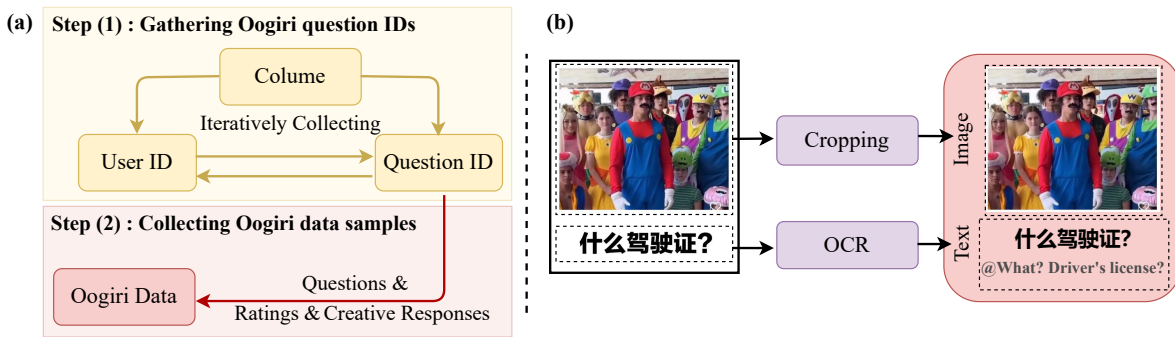 (a)
Step (1) : Gathering Oogiri question IDs
Colume
Iteratively Collecting
User ID
Question ID
Step (2) : Collecting Oogiri data samples
Oogiri Data
Questions &
Ratings & Creative Responses
(b)
什么驾驶证?
Cropping
OCR
Image
Text
什么驾驶证?
@What? Driver's license?